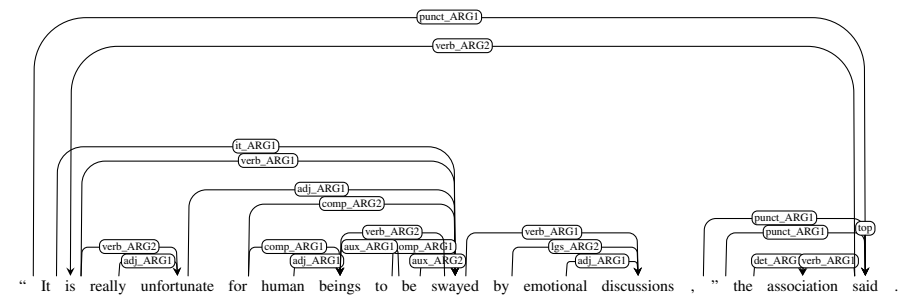 punct_ARG1
verb_ARG2
it_ARG1
verb_ARG1
adj_ARG1
comp_ARG2
verb_ARG2 verb_ARG1 punct_ARG1
punct_ARG1 top
verb_ARG2 comp_ARG1 aux_ARG1 omp_ARG1 lgs_ARG2
adj_ARG1 adj_ARG1 aux_ARG2 adj_ARG1 det_ARG verb_ARG1
“ It is really unfortunate for human beings to be swayed by emotional discussions , ” the association said .